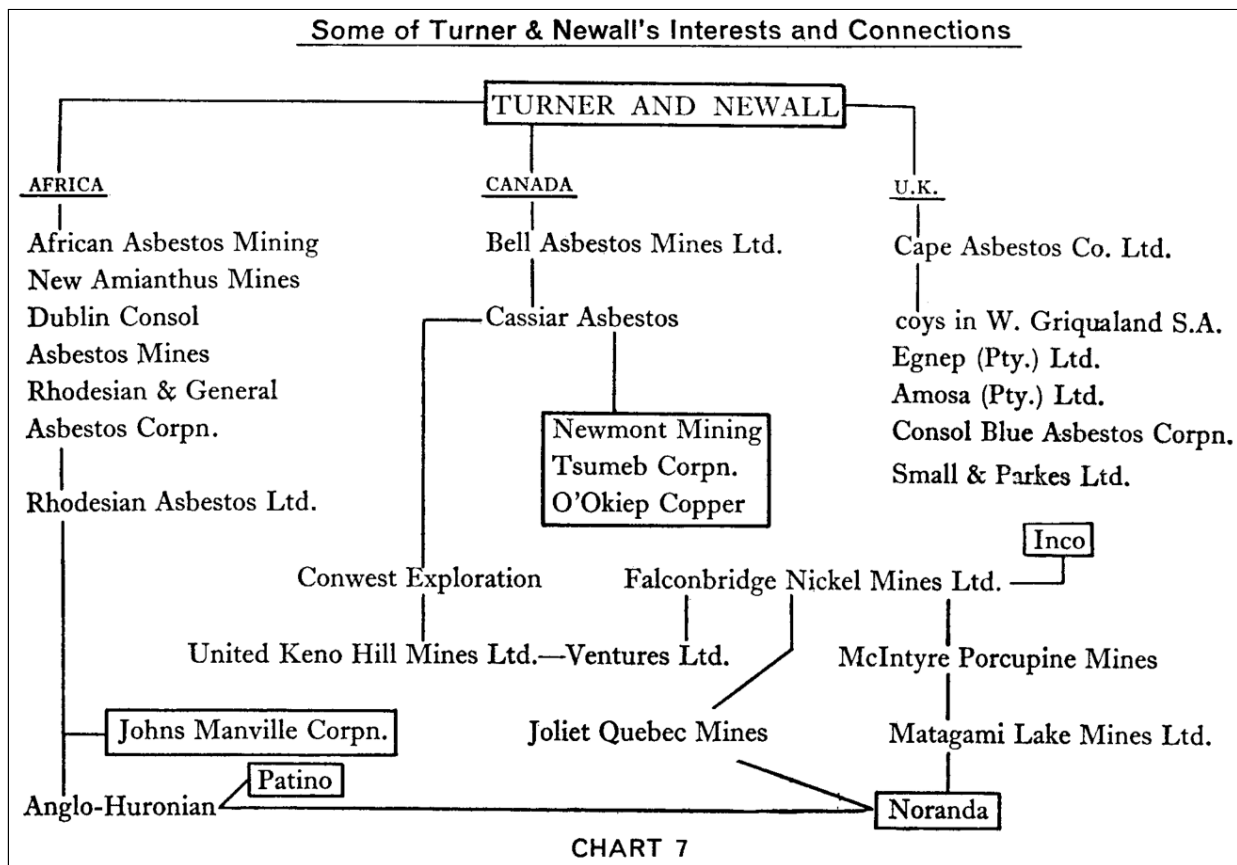 Some of Turner & Newall's Interests and Connections
TURNER AND NEWALL
AFRICA
African Asbestos Mining
New Amianthus Mines
Dublin Consol
Asbestos Mines
Rhodesian & General
Asbestos Corpn.
Rhodesian Asbestos Ltd.
CANADA
Bell Asbestos Mines Ltd.
Cassiar Asbestos
Newmont Mining
Tsumeb Corpn.
O'Okiep Copper
U.K.
Cape Asbestos Co. Ltd.
coys in W. Griqualand S.A.
Egnep (Pty.) Ltd.
Amosa (Pty.) Ltd.
Consol Blue Asbestos Corpn.
Small & Parkes Ltd.
Inco
Conwest Exploration
Falconbridge Nickel Mines Ltd.
United Keno Hill Mines Ltd.—Ventures Ltd.
McIntyre Porcupine Mines
Johns Manville Corpn.
Joliet Quebec Mines
Matagami Lake Mines Ltd.
Patino
Anglo-Huronian
Noranda
CHART 7